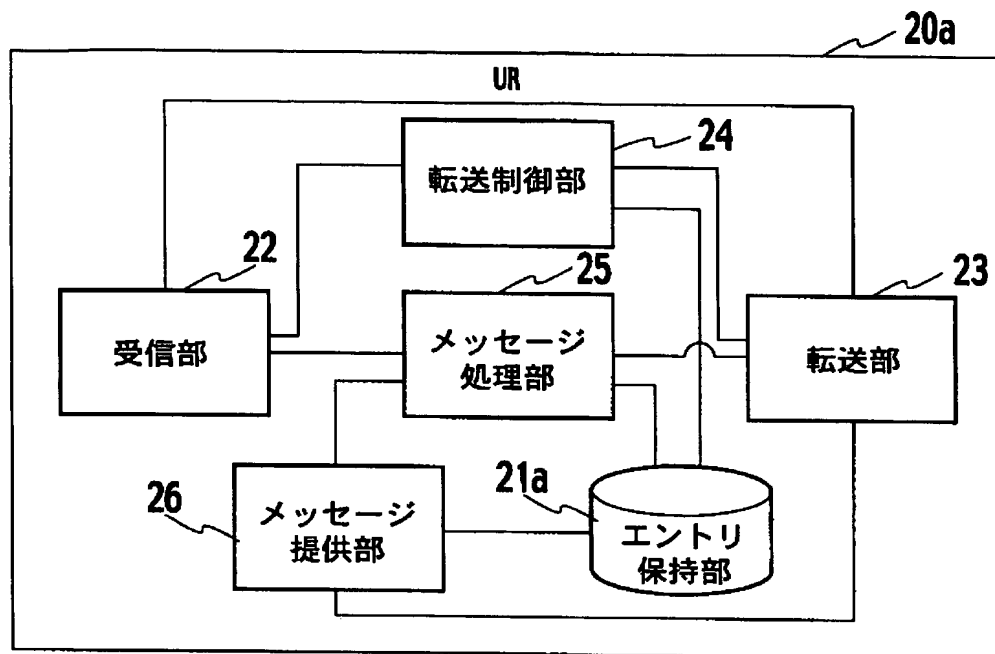 20a
UR
24
転送制御部
22
受信部
25
メッセージ
処理部
23
転送部
26
メッセージ
提供部
21a
エントリ
保持部